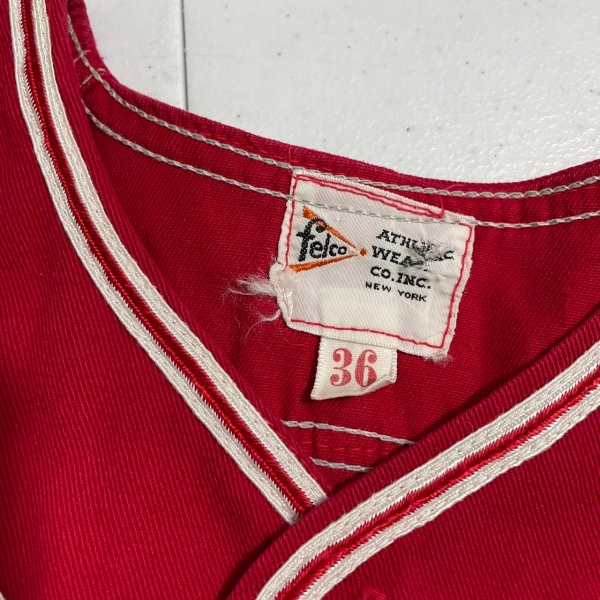 felco
ATHLETIC
WEAR
CO. INC.
NEW YORK
36